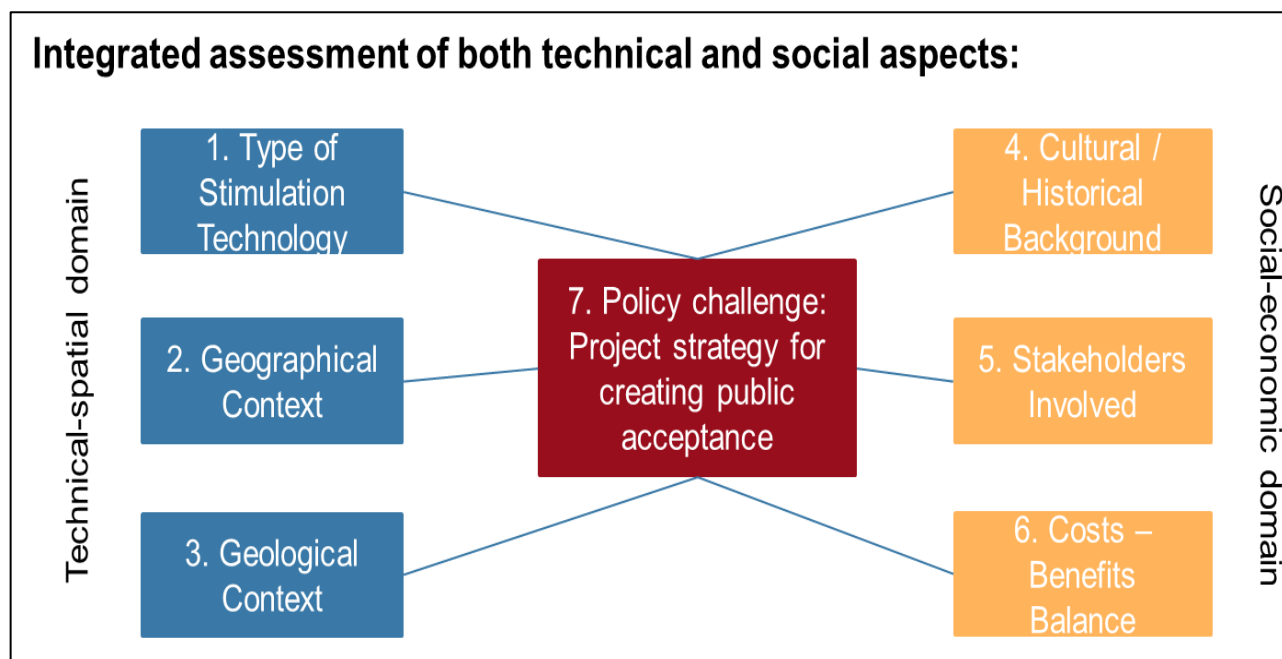 Integrated assessment of both technical and social aspects:
Technical-spatial domain
1. Type of
Stimulation
Technology
2. Geographical
Context
3. Geological
Context
7. Policy challenge:
Project strategy for
creating public
acceptance
4. Cultural /
Historical
Background
5. Stakeholders
Involved
6. Costs –
Benefits
Balance
Social-economic domain